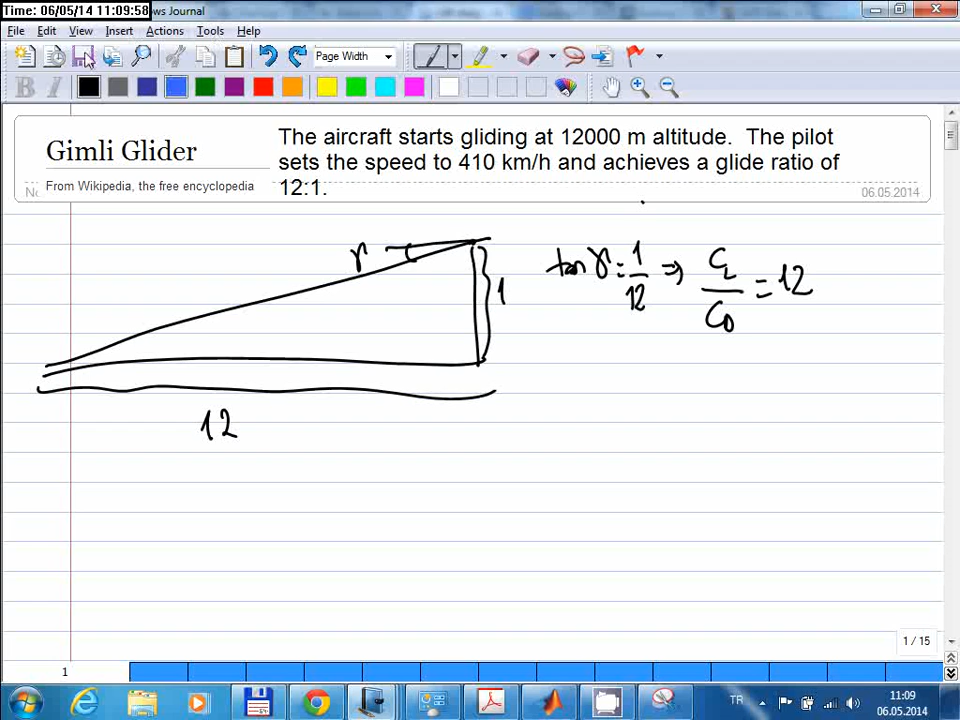 Time: 06/05/14 11:09:58
ws Journal
File Edit View Insert Actions Tools Help
Page Width
B I
Gimli Glider
From Wikipedia, the free encyclopedia
The aircraft starts gliding at 12000 m altitude. The pilot
sets the speed to 410 km/h and achieves a glide ratio of
12:1.
No
06.05.2014
γ
1
12
tan γ = 1/12 ⇒ CL/CD = 12
1 / 15
1
TR
11:09
06.05.2014